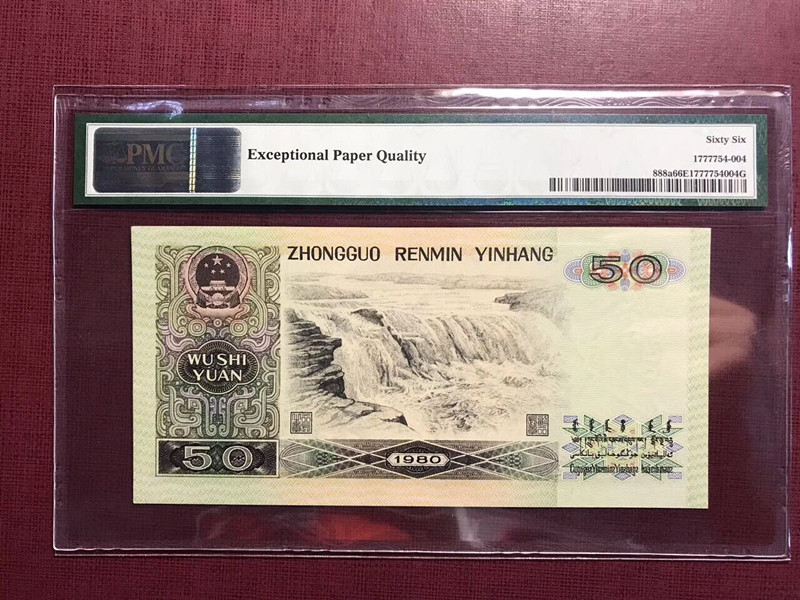 PMG
Exceptional Paper Quality
Sixty Six
1777754-004
888a66E1777754004G
ZHONGGUO RENMIN YINHANG
50
WU SHI
YUAN
50
1980